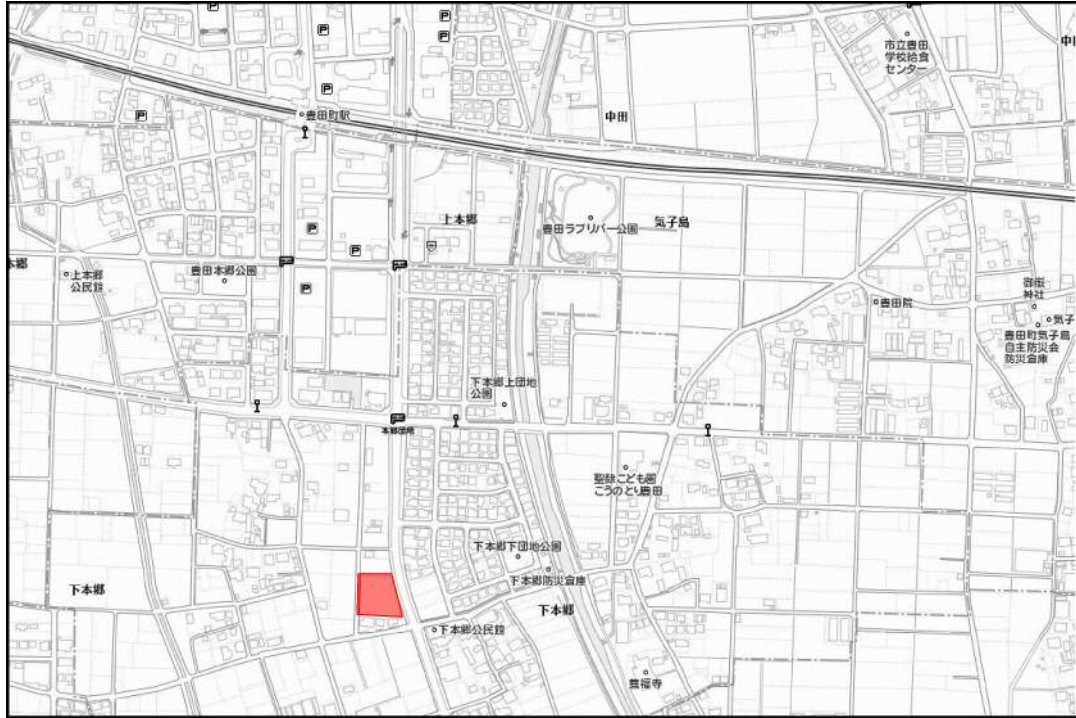 P
P
P
P
P
市立豊田
学校給食
センター
中田
豊田町駅
上本郷
P
P
豊田ラブリバー公園
気子島
本郷
上本郷
公民館
豊田本郷公園
P
豊田院
御嶽
神社
気子
豊田町気子島
自主防災会
防災倉庫
下本郷上団地
公園
本郷団地
聖隷こども園
こうのとり豊田
下本郷下団地公園
下本郷防災倉庫
下本郷
下本郷
下本郷公民館